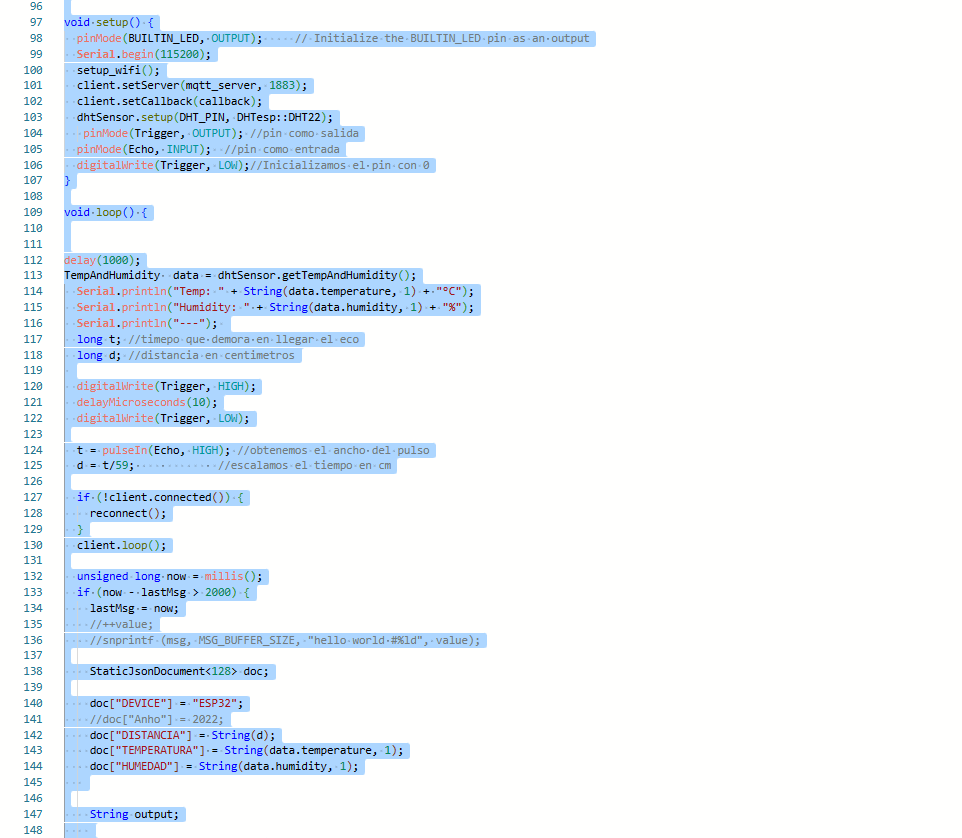 96
97 void setup() {
98 pinMode(BUILTIN_LED, OUTPUT); // Initialize the BUILTIN_LED pin as an output
99 Serial.begin(115200);
100 setup_wifi();
101 client.setServer(mqtt_server, 1883);
102 client.setCallback(callback);
103 dhtSensor.setup(DHT_PIN, DHTesp::DHT22);
104 pinMode(Trigger, OUTPUT); //pin como salida
105 pinMode(Echo, INPUT); //pin como entrada
106 digitalWrite(Trigger, LOW);//Inicializamos el pin con 0
107 }
108
109 void loop() {
110
111
112 delay(1000);
113 TempAndHumidity data = dhtSensor.getTempAndHumidity();
114 Serial.println("Temp: " + String(data.temperature, 1) + "°C");
115 Serial.println("Humidity: " + String(data.humidity, 1) + "%");
116 Serial.println("---");
117 long t; //timepo que demora en llegar el eco
118 long d; //distancia en centimetros
119
120 digitalWrite(Trigger, HIGH);
121 delayMicroseconds(10);
122 digitalWrite(Trigger, LOW);
123
124 t = pulseIn(Echo, HIGH); //obtenemos el ancho del pulso
125 d = t/59; //escalamos el tiempo en cm
126
127 if (!client.connected()) {
128 reconnect();
129 }
130 client.loop();
131
132 unsigned long now = millis();
133 if (now - lastMsg > 2000) {
134 lastMsg = now;
135 //++value;
136 //snprintf (msg, MSG_BUFFER_SIZE, "hello world #%ld", value);
137
138 StaticJsonDocument<128> doc;
139
140 doc["DEVICE"] = "ESP32";
141 //doc["Anho"] = 2022;
142 doc["DISTANCIA"] = String(d);
143 doc["TEMPERATURA"] = String(data.temperature, 1);
144 doc["HUMEDAD"] = String(data.humidity, 1);
145
146
147 String output;
148